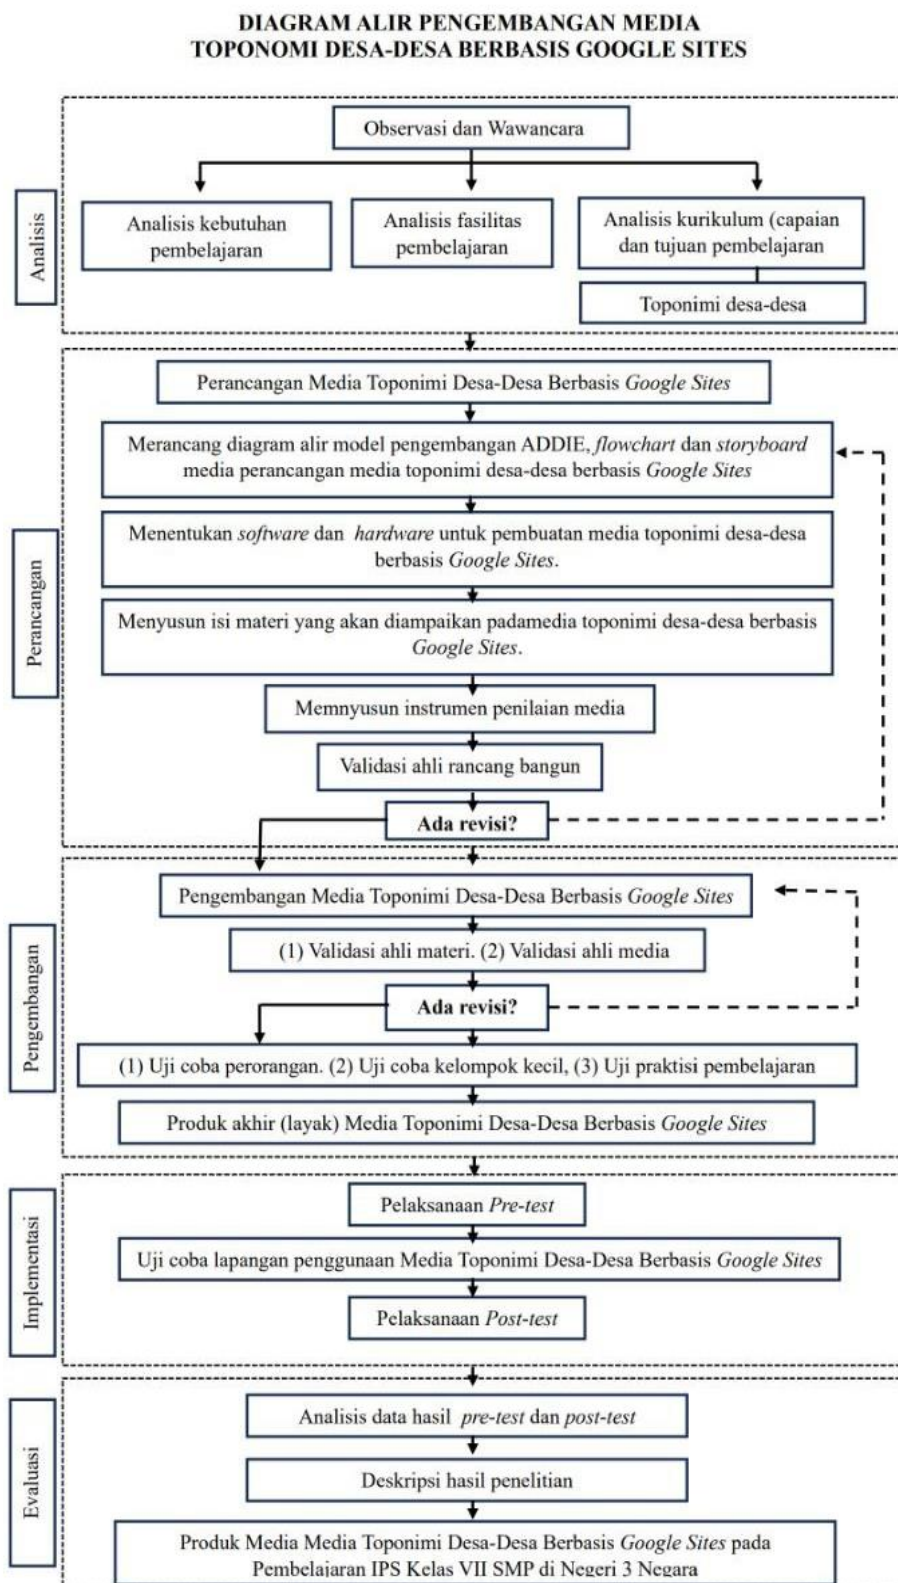 DIAGRAM ALIR PENGEMBANGAN MEDIA
TOPONOMI DESA-DESA BERBASIS GOOGLE SITES
Analisis
Observasi dan Wawancara
Analisis kebutuhan
pembelajaran
Analisis fasilitas
pembelajaran
Analisis kurikulum (capaian
dan tujuan pembelajaran
Toponimi desa-desa
Perancangan
Perancangan Media Toponimi Desa-Desa Berbasis Google Sites
Merancang diagram alir model pengembangan ADDIE, flowchart dan storyboard
media perancangan media toponimi desa-desa berbasis Google Sites
Menentukan software dan hardware untuk pembuatan media toponimi desa-desa
berbasis Google Sites.
Menyusun isi materi yang akan diampaikan padamedia toponimi desa-desa berbasis
Google Sites.
Memnyusun instrumen penilaian media
Validasi ahli rancang bangun
Ada revisi?
Pengembangan
Pengembangan Media Toponimi Desa-Desa Berbasis Google Sites
(1) Validasi ahli materi. (2) Validasi ahli media
Ada revisi?
(1) Uji coba perorangan. (2) Uji coba kelompok kecil, (3) Uji praktisi pembelajaran
Produk akhir (layak) Media Toponimi Desa-Desa Berbasis Google Sites
Implementasi
Pelaksanaan Pre-test
Uji coba lapangan penggunaan Media Toponimi Desa-Desa Berbasis Google Sites
Pelaksanaan Post-test
Evaluasi
Analisis data hasil pre-test dan post-test
Deskripsi hasil penelitian
Produk Media Media Toponimi Desa-Desa Berbasis Google Sites pada
Pembelajaran IPS Kelas VII SMP di Negeri 3 Negara